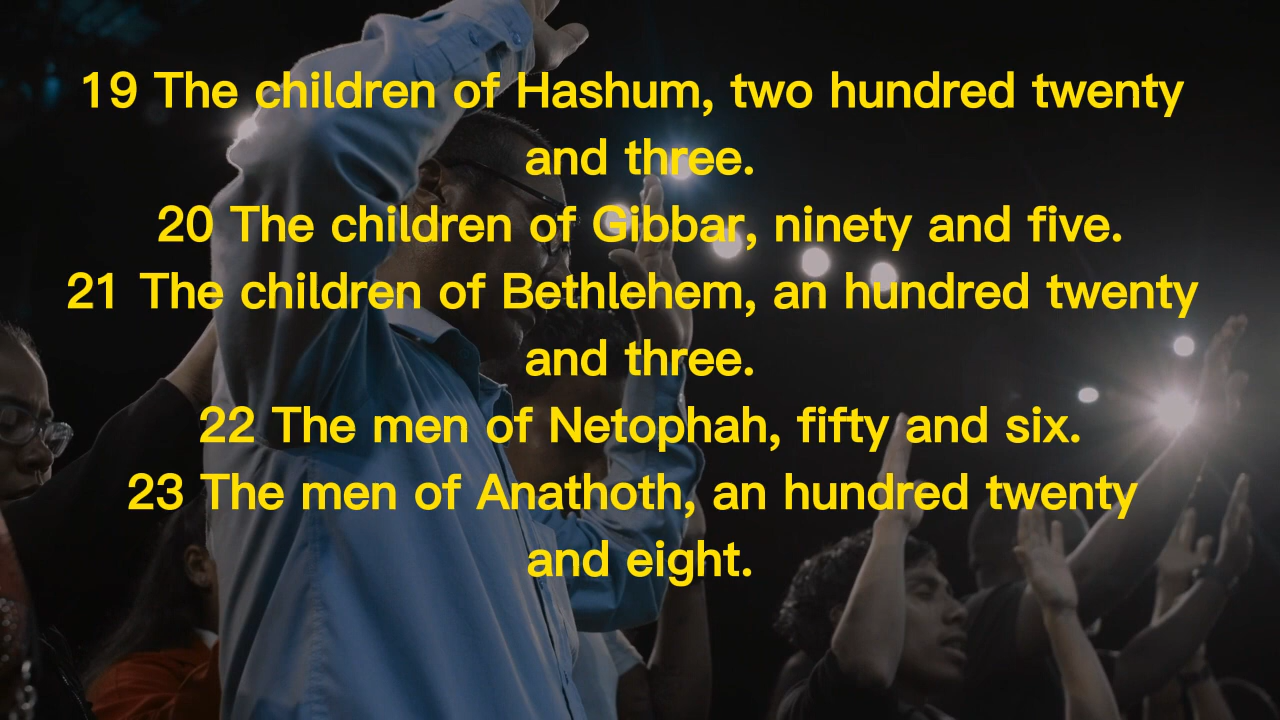 19 The children of Hashum, two hundred twenty
and three.
20 The children of Gibbar, ninety and five.
21 The children of Bethlehem, an hundred twenty
and three.
22 The men of Netophah, fifty and six.
23 The men of Anathoth, an hundred twenty
and eight.